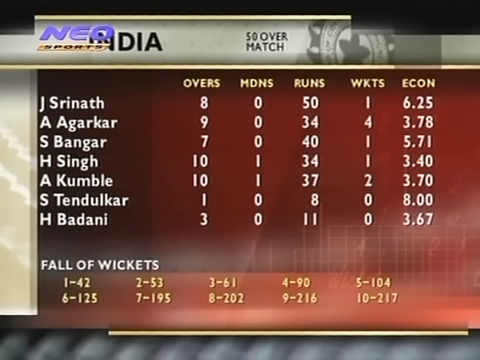 NEO
SPORTS
INDIA
50 OVER
MATCH
OVERS MDNS RUNS WKTS ECON
J Srinath 8 0 50 1 6.25
A Agarkar 9 0 34 4 3.78
S Bangar 7 0 40 1 5.71
H Singh 10 1 34 1 3.40
A Kumble 10 1 37 2 3.70
S Tendulkar 1 0 8 0 8.00
H Badani 3 0 11 0 3.67
FALL OF WICKETS
1-42 2-53 3-61 4-90 5-104
6-125 7-195 8-202 9-216 10-217